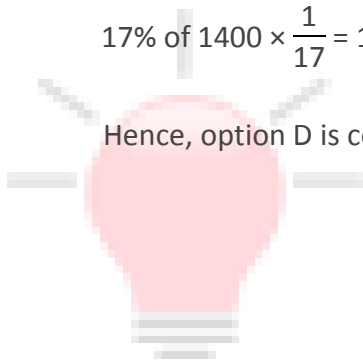 17% of 1400 × 1/17 = 1
Hence, option D is c